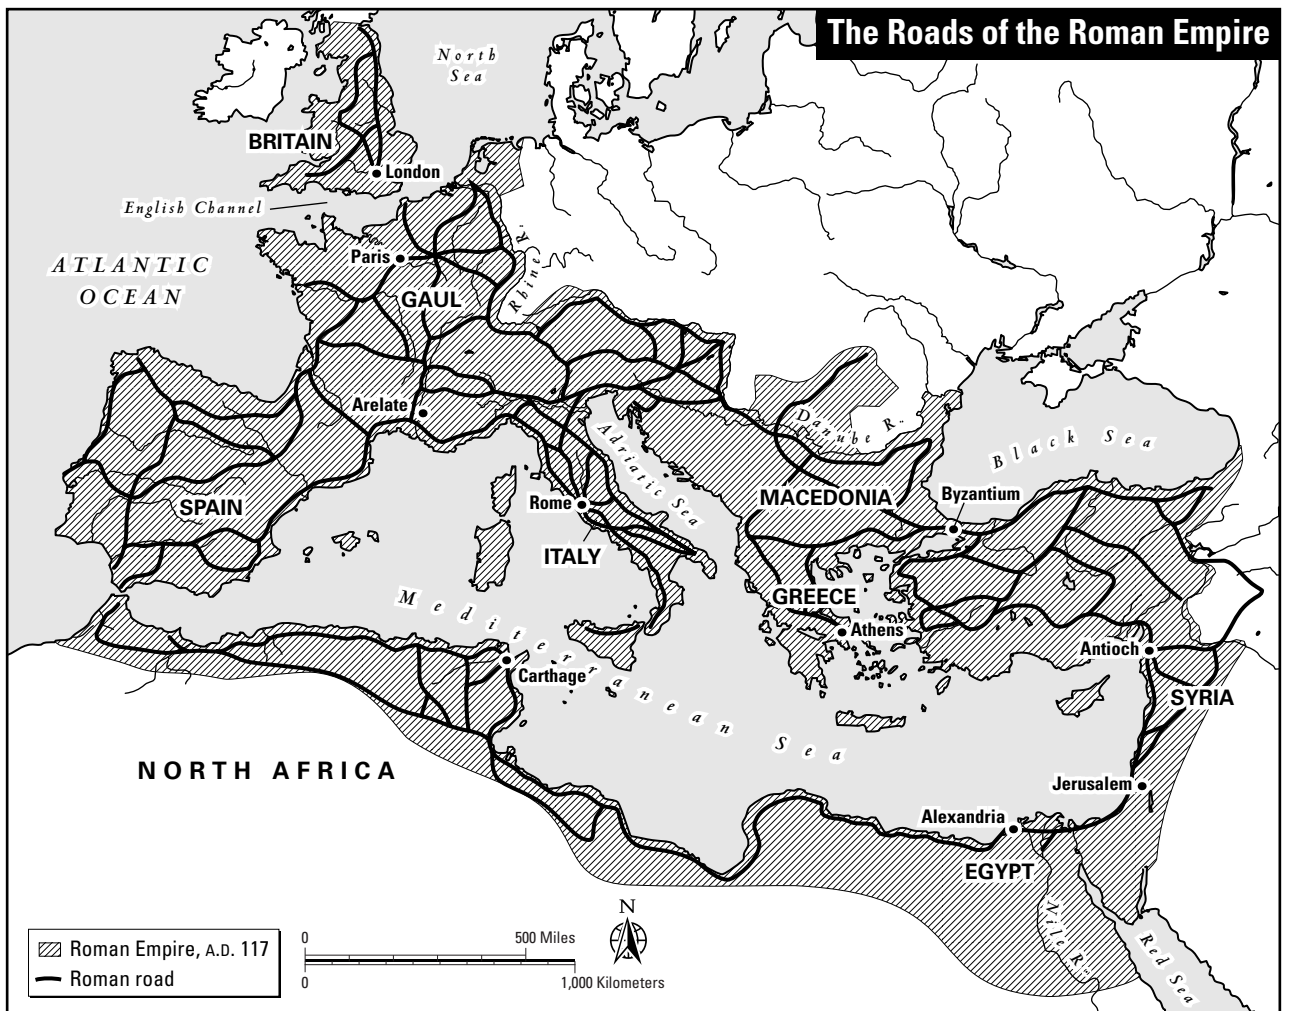 The Roads of the Roman Empire
North
Sea
BRITAIN
London
English Channel
ATLANTIC
OCEAN
Paris
Rhine R.
GAUL
Arelate
Danube R.
Adriatic Sea
Black Sea
SPAIN
Rome
ITALY
MACEDONIA
Byzantium
GREECE
Athens
Mediterranean Sea
Antioch
Carthage
SYRIA
NORTH AFRICA
Jerusalem
Alexandria
EGYPT
Nile R.
Red Sea
N
Roman Empire, A.D. 117
Roman road
0 500 Miles
0 1,000 Kilometers